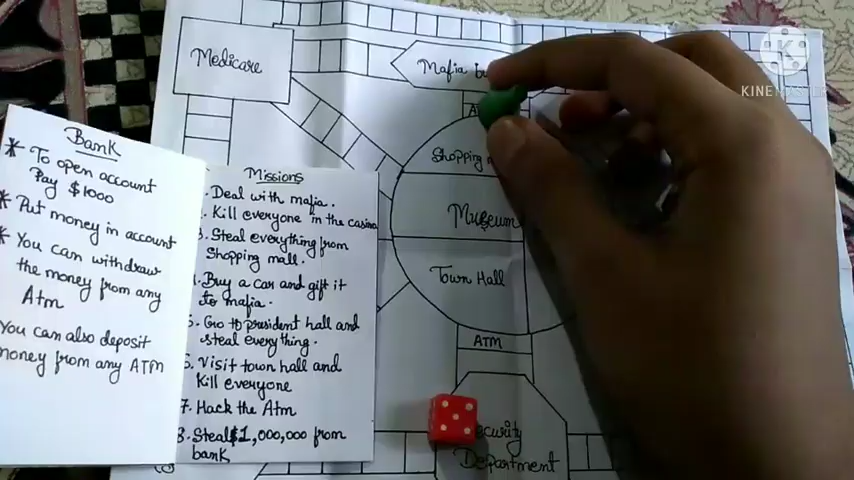 KINEMASTER
Medicare
Mafia
Shopping
Museum
Town Hall
ATM
Department
Bank
* To open account
Pay $1000
* Put money in account
* You can withdraw
the money from any
Atm
You can also deposit
money from any ATM
Missions
. Deal with mafia.
. Kill everyone in the casino
3. Steal everything from
Shopping mall.
. Buy a car and gift it
to mafia.
. Go to president hall and
steal everything.
. Visit town hall and
Kill everyone
7. Hack the Atm
8. Steal $1,000,000 from
bank